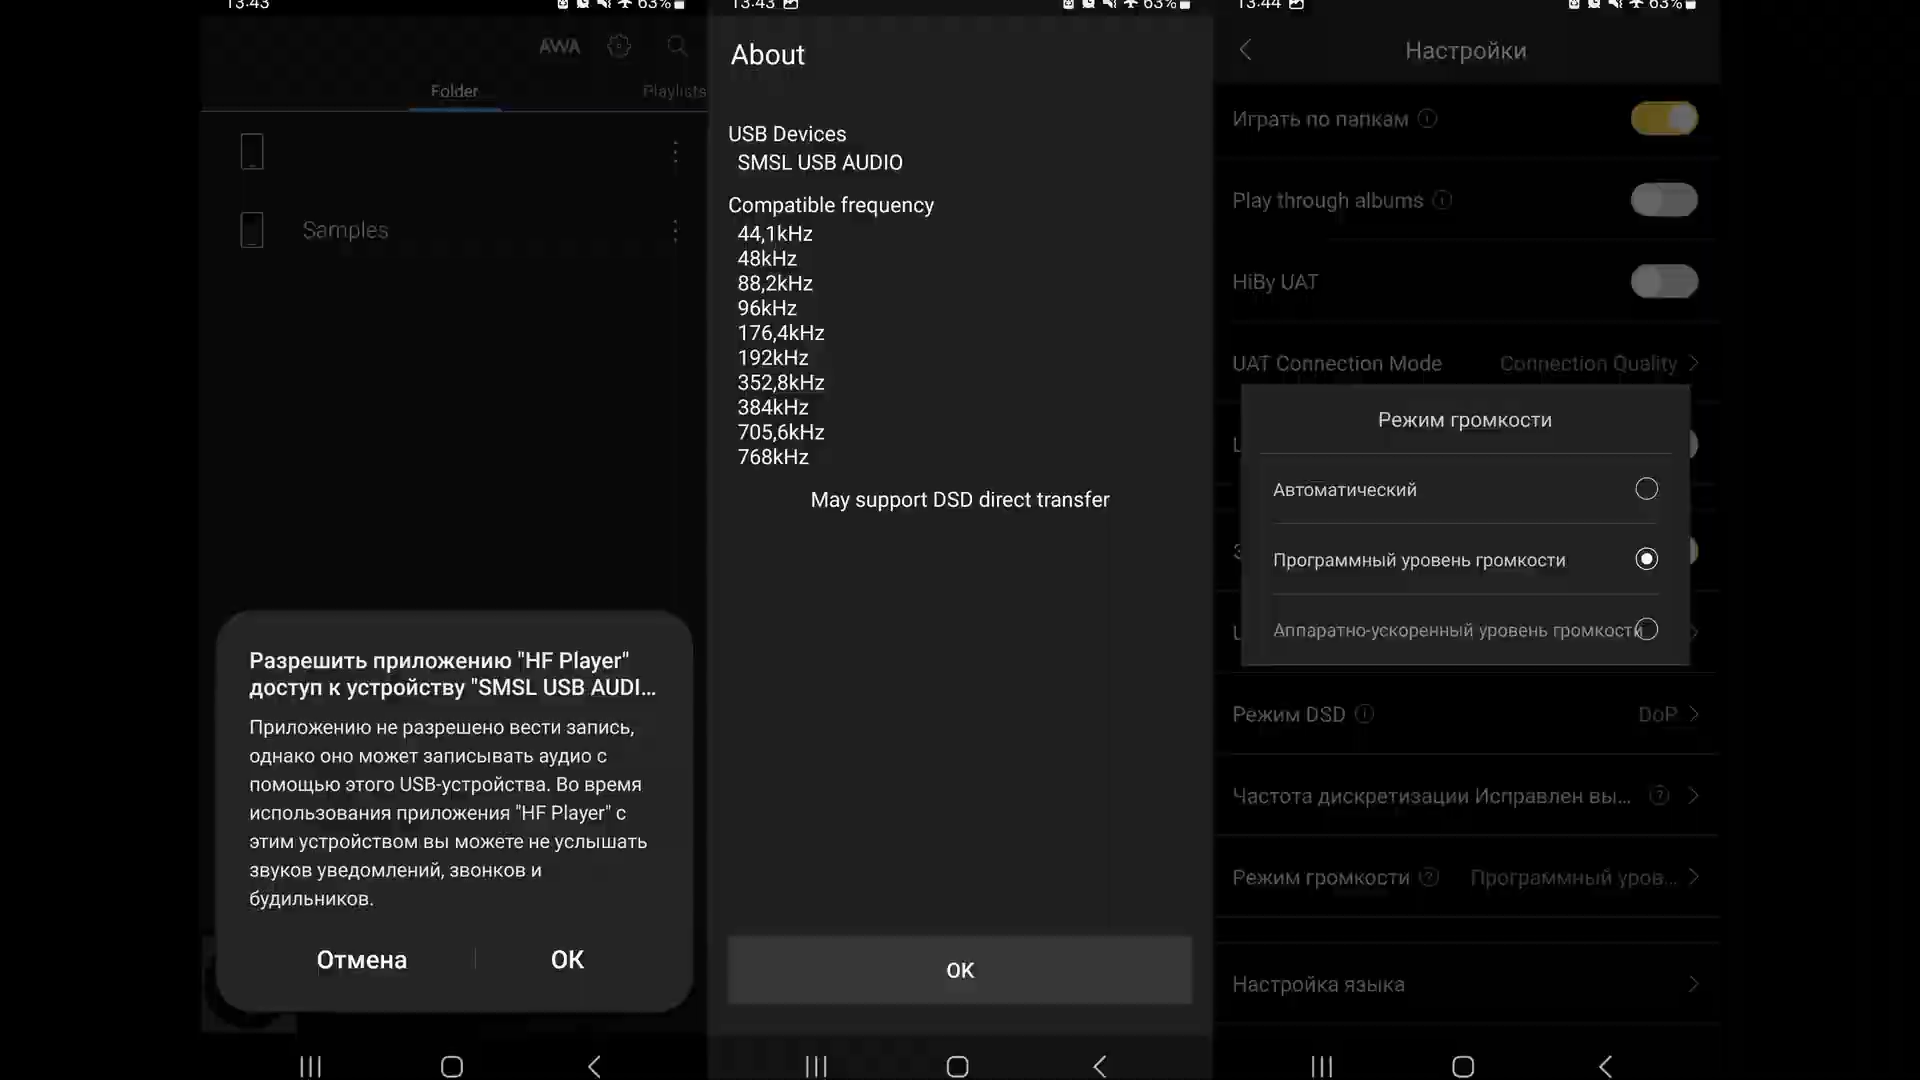 13:43
63%
AWA
Folder
Playlists
Samples
Разрешить приложению "HF Player"
доступ к устройству "SMSL USB AUDI...
Приложению не разрешено вести запись,
однако оно может записывать аудио с
помощью этого USB-устройства. Во время
использования приложения "HF Player" с
этим устройством вы можете не услышать
звуков уведомлений, звонков и
будильников.
Отмена
ОК
13:43
63%
About
USB Devices
SMSL USB AUDIO
Compatible frequency
44,1kHz
48kHz
88,2kHz
96kHz
176,4kHz
192kHz
352,8kHz
384kHz
705,6kHz
768kHz
May support DSD direct transfer
OK
13:44
63%
Настройки
Играть по папкам
Play through albums
HiBy UAT
UAT Connection Mode Connection Quality
Режим громкости
Автоматический
Программный уровень громкости
Аппаратно-ускоренный уровень громкости
Режим DSD DoP
Частота дискретизации Исправлен вы...
Режим громкости Программный уров...
Настройка языка